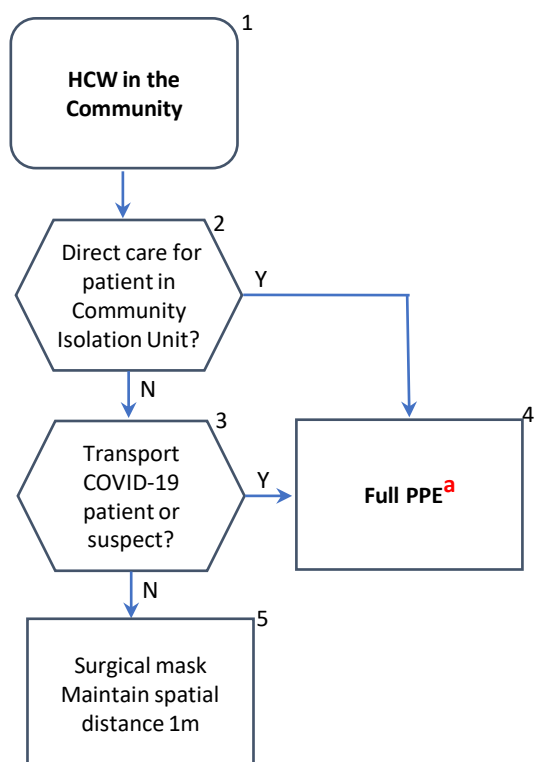 1
HCW in the
Community
2
Direct care for
patient in
Community
Isolation Unit?
Y
N
3
Transport
COVID-19
patient or
suspect?
Y
4
Full PPEa
N
5
Surgical mask
Maintain spatial
distance 1m